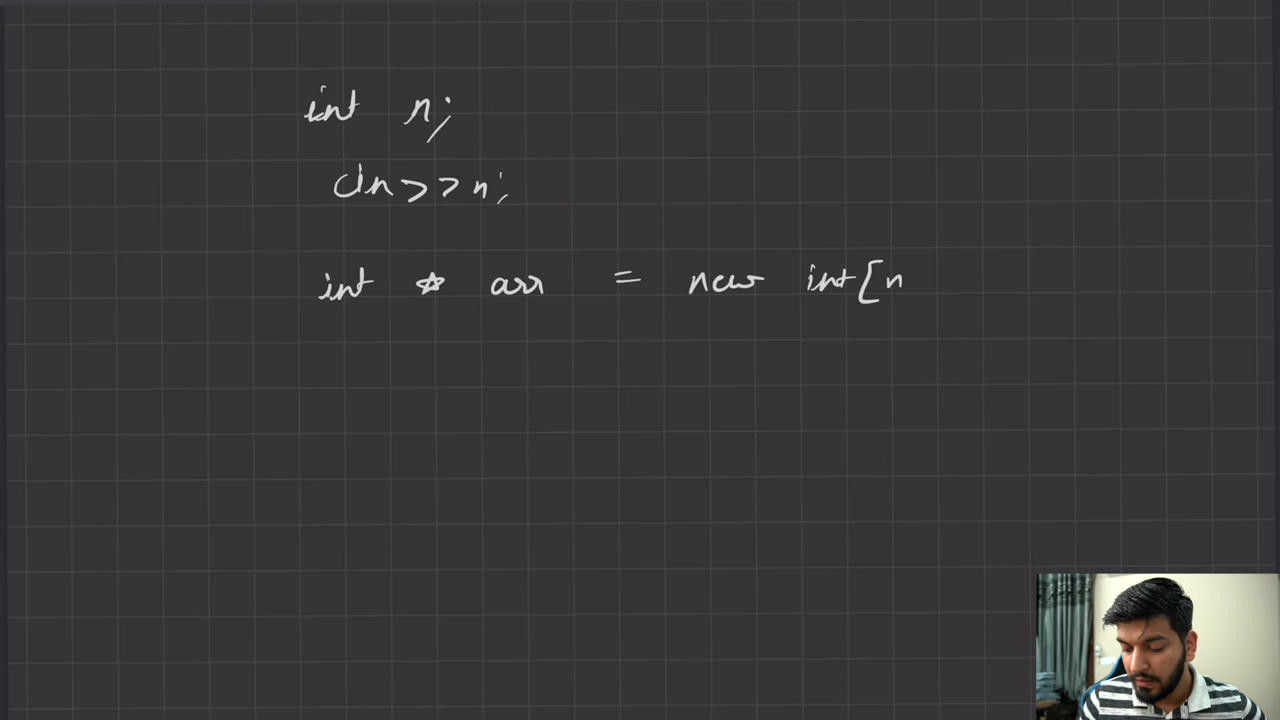 int n;
cin>>n;
int * arr = new int[n